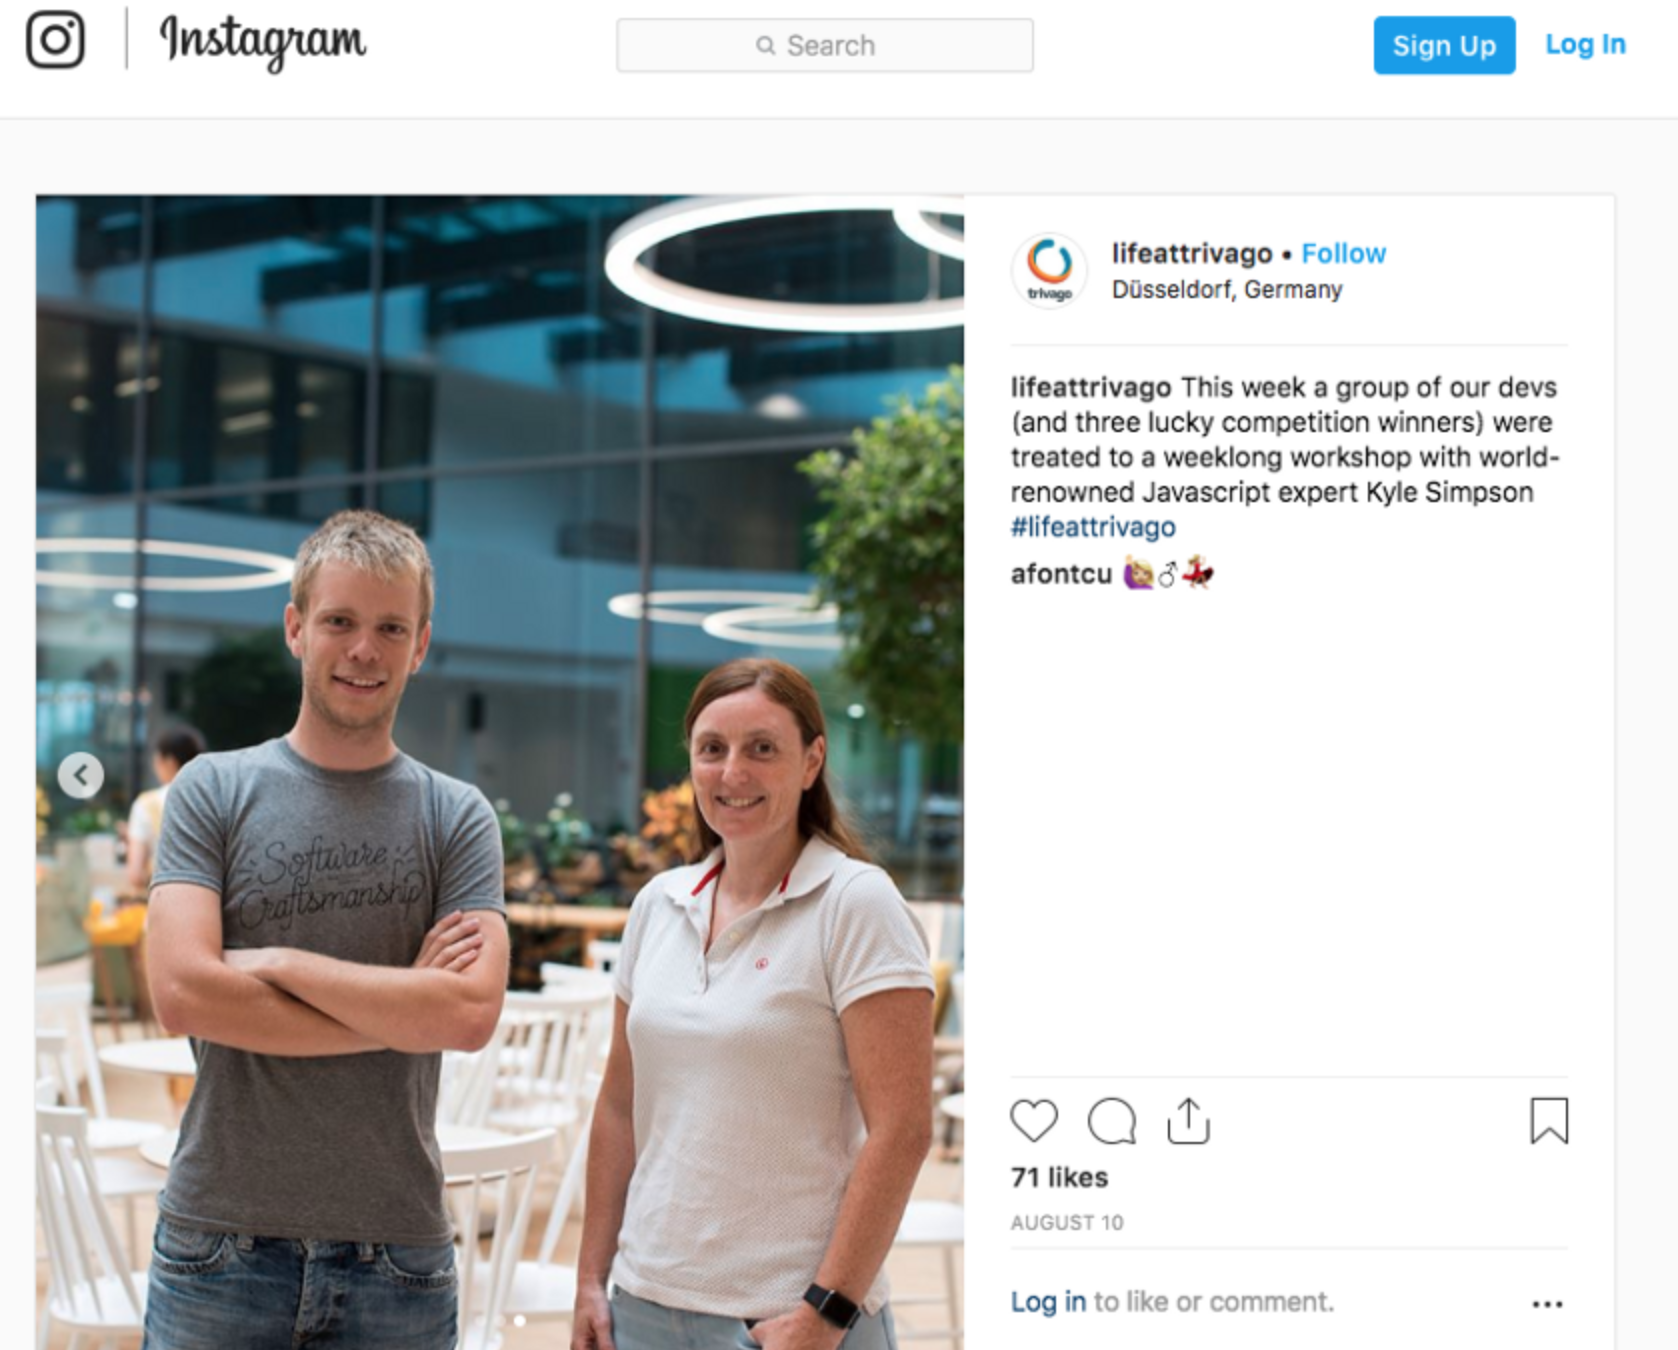 Instagram
Search
Sign Up
Log In
trivago
lifeattrivago • Follow
Düsseldorf, Germany
lifeattrivago This week a group of our devs
(and three lucky competition winners) were
treated to a weeklong workshop with world-
renowned Javascript expert Kyle Simpson
#lifeattrivago
afontcu 🙋🏼♂💃🏼
Software
Craftsmanship
71 likes
AUGUST 10
Log in to like or comment.